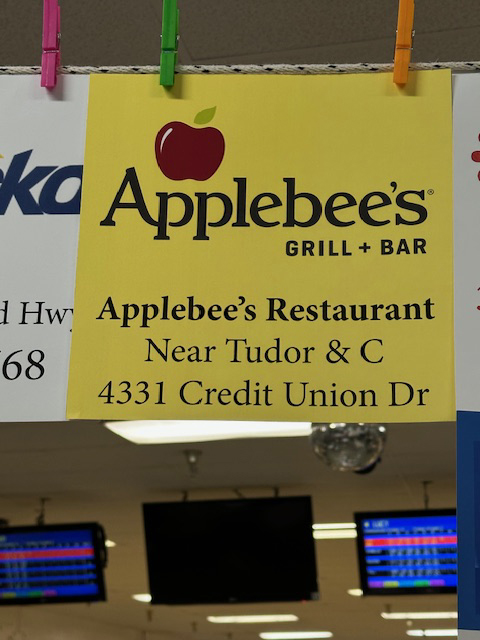 Applebee's®
GRILL + BAR
Applebee's Restaurant
Near Tudor & C
4331 Credit Union Dr
d Hwy
68